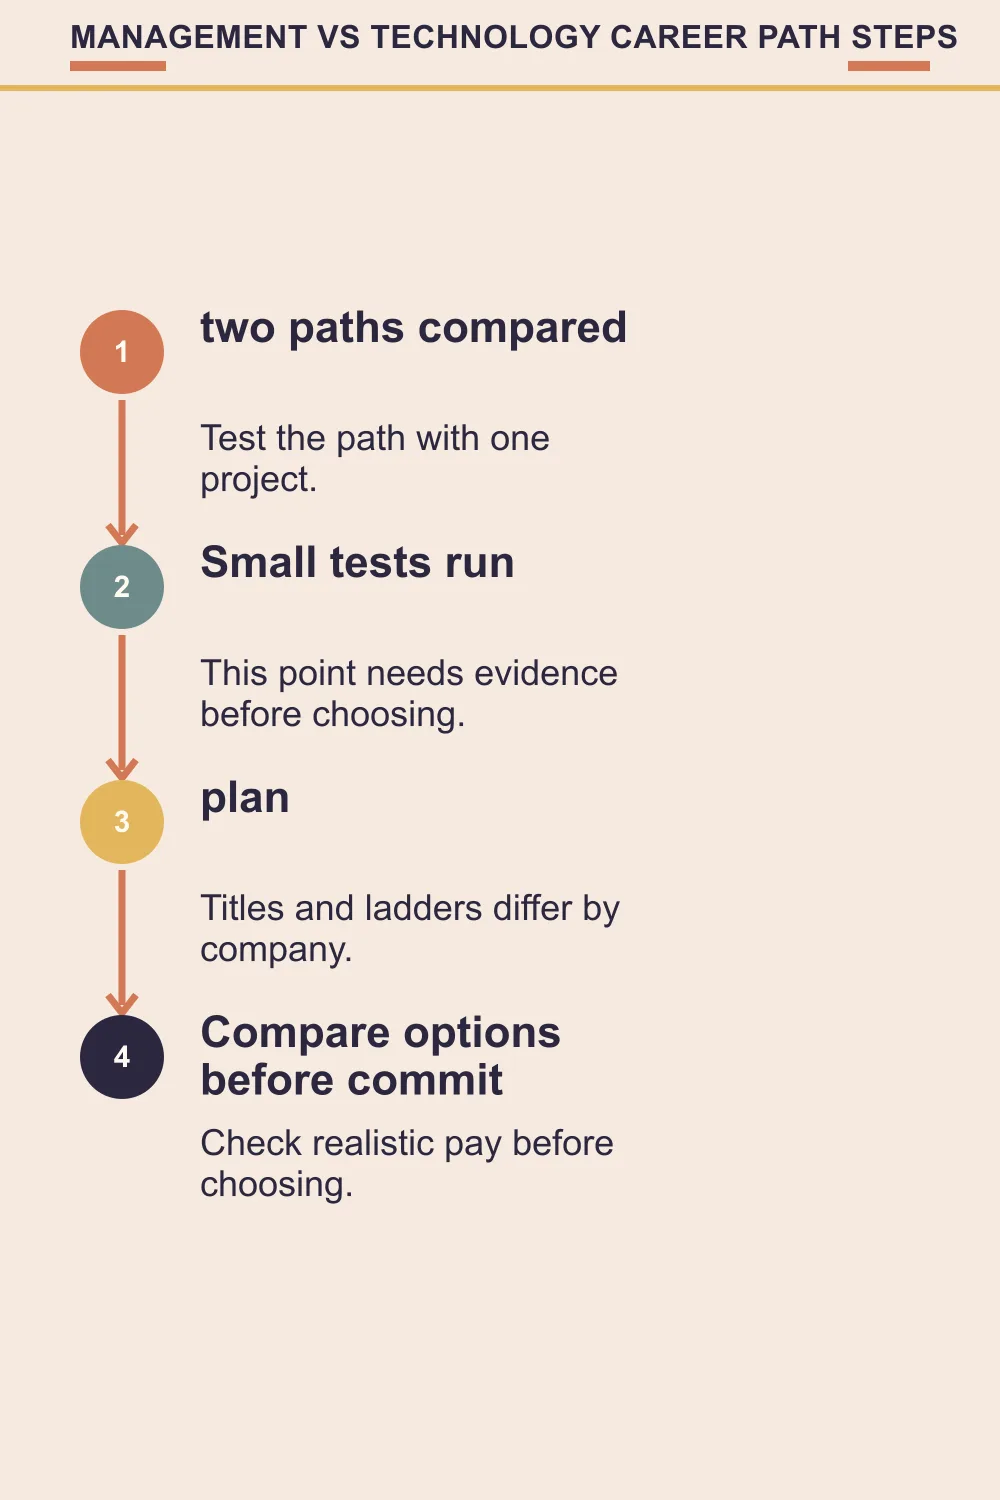 MANAGEMENT VS TECHNOLOGY CAREER PATH STEPS
1
two paths compared
Test the path with one
project.
2
Small tests run
This point needs evidence
before choosing.
3
plan
Titles and ladders differ by
company.
4
Compare options
before commit
Check realistic pay before
choosing.